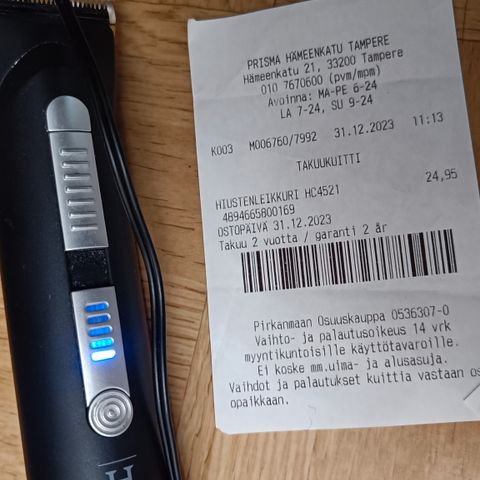 PRISMA HÄMEENKATU TAMPERE
Hämeenkatu 21, 33200 Tampere
010 7670600 (pvm/mpm)
Avoinna: MA-PE 6-24
LA 7-24, SU 9-24
K003 M006760/7992 31.12.2023 11:13
TAKUUKUITTI
HIUSTENLEIKKURI HC4521 24,95
4894665800169
OSTOPÄIVÄ 31.12.2023
Takuu 2 vuotta / garanti 2 år
Pirkanmaan Osuuskauppa 0536307-0
Vaihto- ja palautusoikeus 14 vrk
myyntikuntoisille käyttötavaroille.
Ei koske mm.uima- ja alusasuja.
Vaihdot ja palautukset kuittia vastaan os
opaikkaan.
H